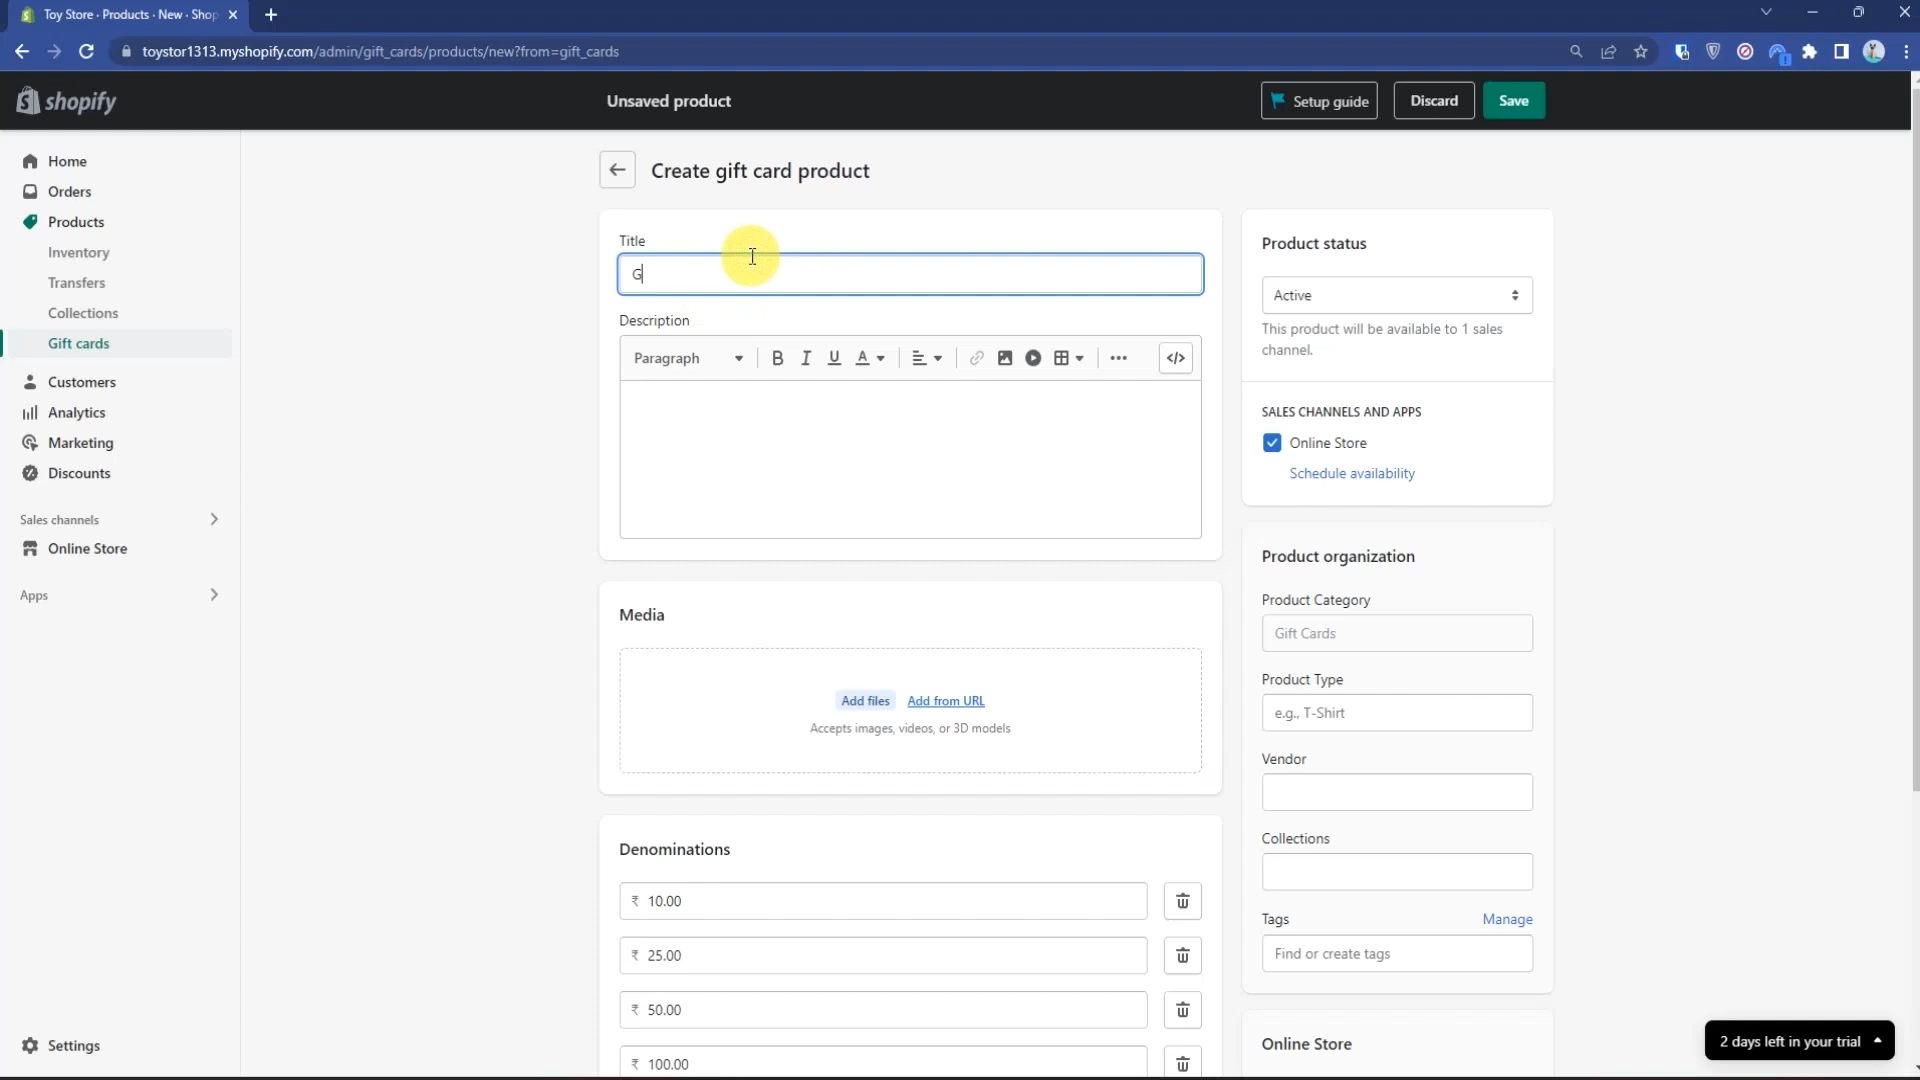 Toy Store · Products · New · Shop
toystor1313.myshopify.com/admin/gift_cards/products/new?from=gift_cards
shopify
Unsaved product
Setup guide
Discard
Save
Home
Orders
Products
Inventory
Transfers
Collections
Gift cards
Customers
Analytics
Marketing
Discounts
Sales channels
Online Store
Apps
Settings
Create gift card product
Title
G
Description
Paragraph
Media
Add files Add from URL
Accepts images, videos, or 3D models
Denominations
₹ 10.00
₹ 25.00
₹ 50.00
₹ 100.00
Product status
Active
This product will be available to 1 sales
channel.
SALES CHANNELS AND APPS
Online Store
Schedule availability
Product organization
Product Category
Gift Cards
Product Type
e.g., T-Shirt
Vendor
Collections
Tags Manage
Find or create tags
Online Store
2 days left in your trial